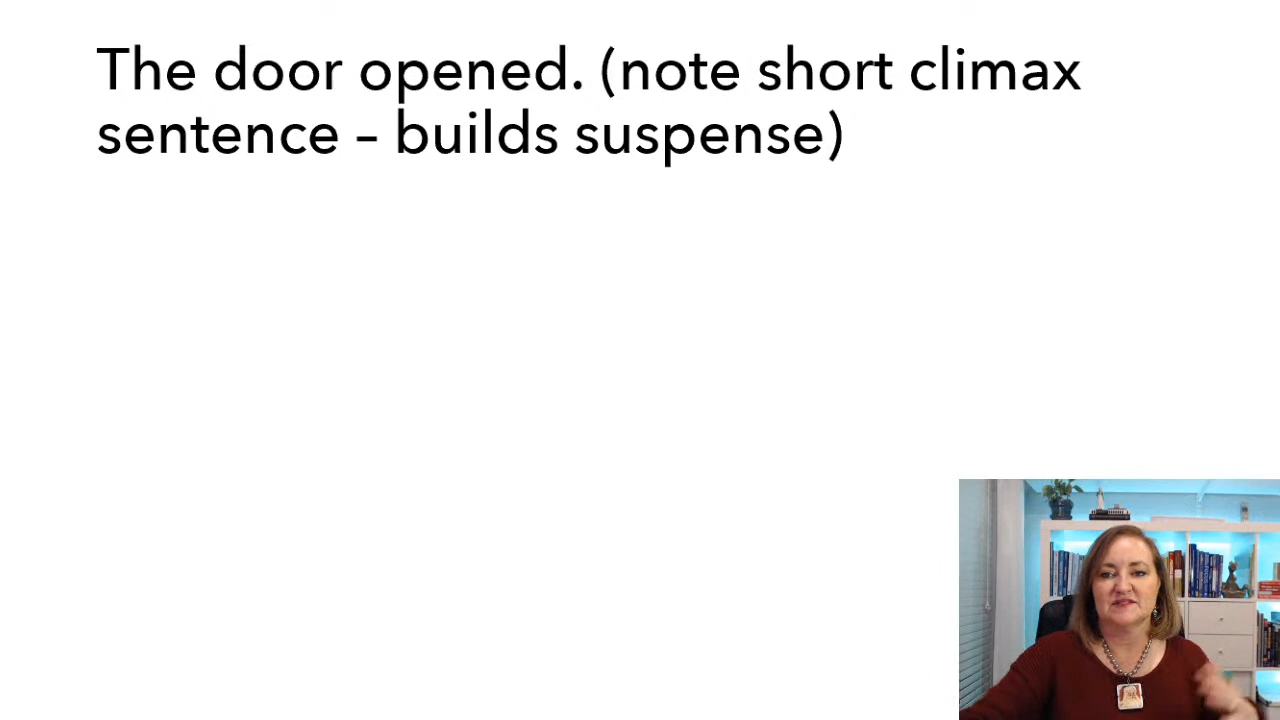 The door opened. (note short climax
sentence – builds suspense)